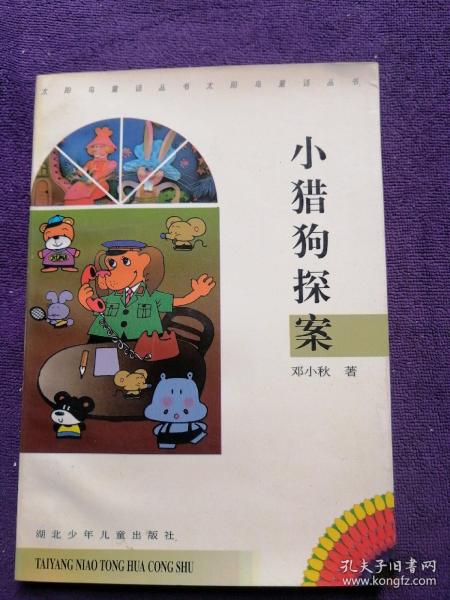 太阳鸟童话丛书太阳鸟童话丛书
小猎狗探案
邓小秋 著
湖北少年儿童出版社
TAIYANG NIAO TONG HUA CONG SHU
孔夫子旧书网
www.kongfz.com